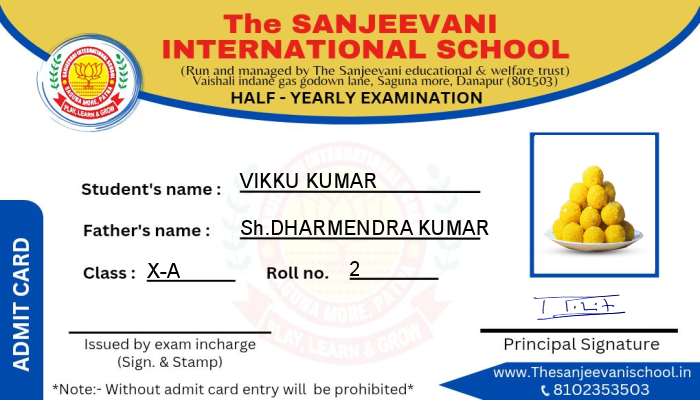 The SANJEEVANI
INTERNATIONAL SCHOOL
(Run and managed by The Sanjeevani educational & welfare trust)
Vaishali indane gas godown lane, Saguna more, Danapur (801503)
HALF - YEARLY EXAMINATION
SANJEEVANI INTERNATIONAL SCHOOL
SAGUNA MORE, PATNA
PLAY, LEARN & GROW
ADMIT CARD
Student's name : VIKKU KUMAR
Father's name : Sh.DHARMENDRA KUMAR
Class : X-A Roll no. 2
Issued by exam incharge
(Sign. & Stamp)
Principal Signature
*Note:- Without admit card entry will be prohibited*
www.Thesanjeevanischool.in
8102353503